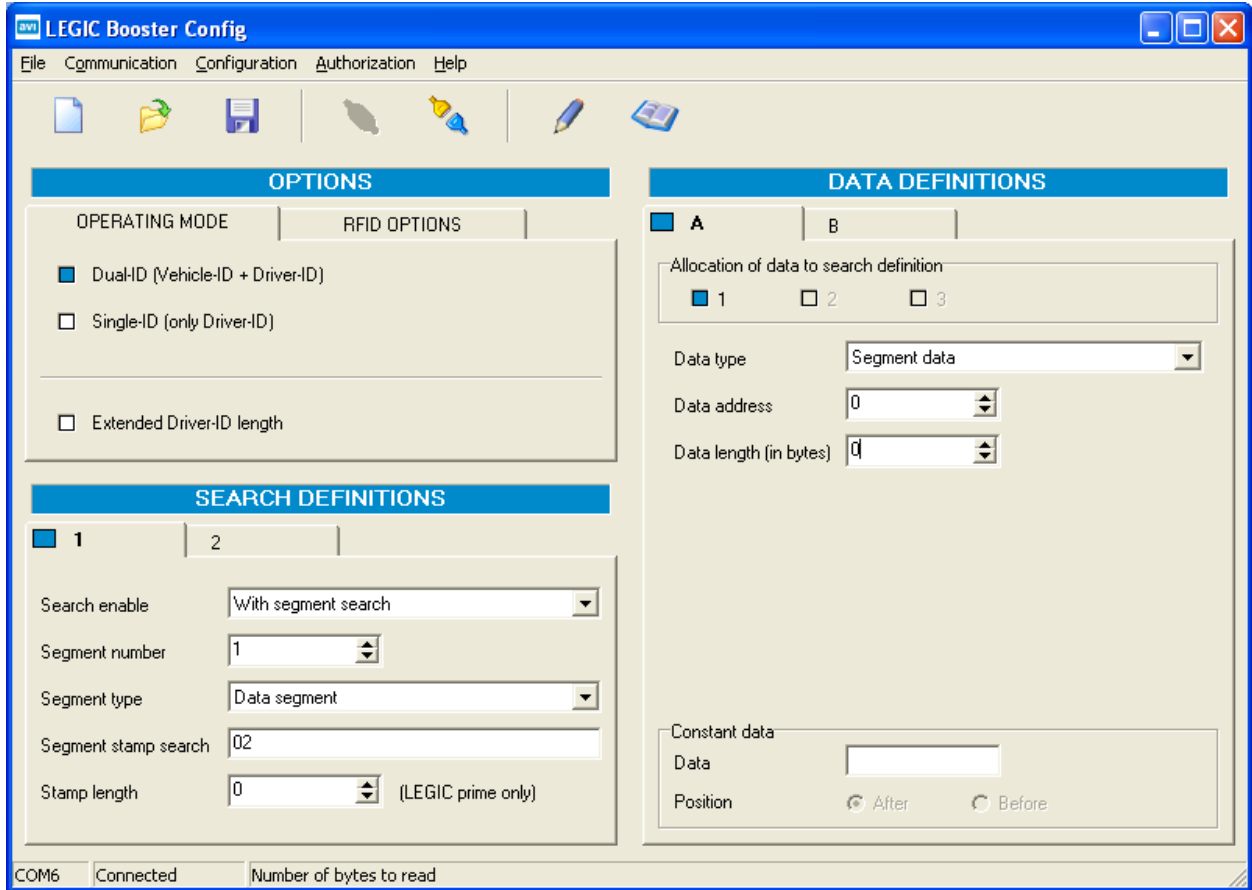 avi LEGIC Booster Config
File Communication Configuration Authorization Help
OPTIONS
OPERATING MODE RFID OPTIONS
Dual-ID (Vehicle-ID + Driver-ID)
Single-ID (only Driver-ID)
Extended Driver-ID length
SEARCH DEFINITIONS
1 2
Search enable With segment search
Segment number 1
Segment type Data segment
Segment stamp search 02
Stamp length 0 (LEGIC prime only)
DATA DEFINITIONS
A B
Allocation of data to search definition
1 2 3
Data type Segment data
Data address 0
Data length (in bytes) 0
Constant data
Data
Position After Before
COM6 Connected Number of bytes to read